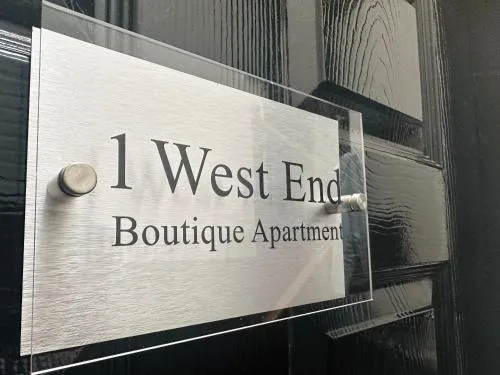 1 West End
Boutique Apartment